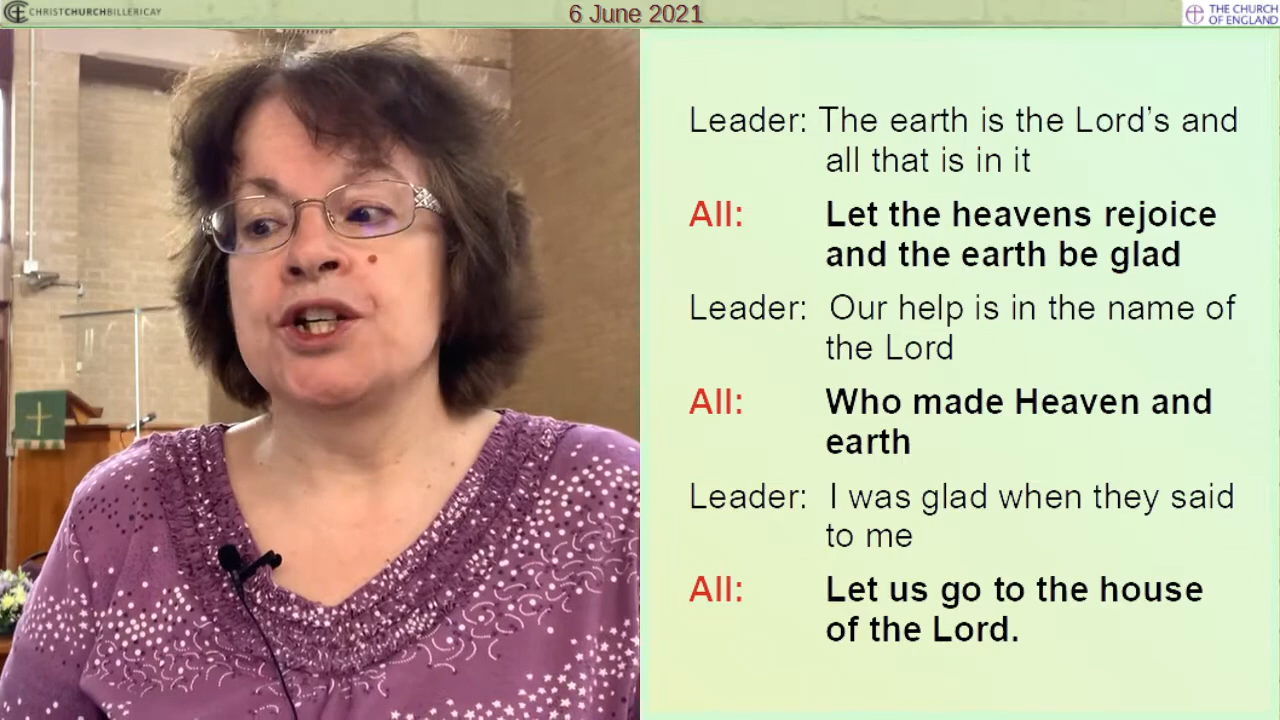 CHRISTCHURCHBILLERICAY
6 June 2021
THE CHURCH
OF ENGLAND
Leader: The earth is the Lord's and
all that is in it
All: Let the heavens rejoice
and the earth be glad
Leader: Our help is in the name of
the Lord
All: Who made Heaven and
earth
Leader: I was glad when they said
to me
All: Let us go to the house
of the Lord.